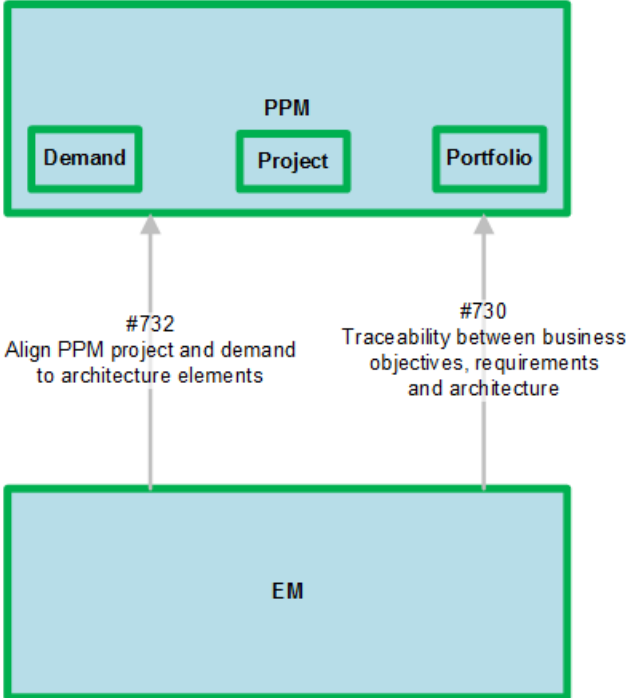 PPM
Demand
Project
Portfolio
#732
Align PPM project and demand
to architecture elements
#730
Traceability between business
objectives, requirements
and architecture
EM